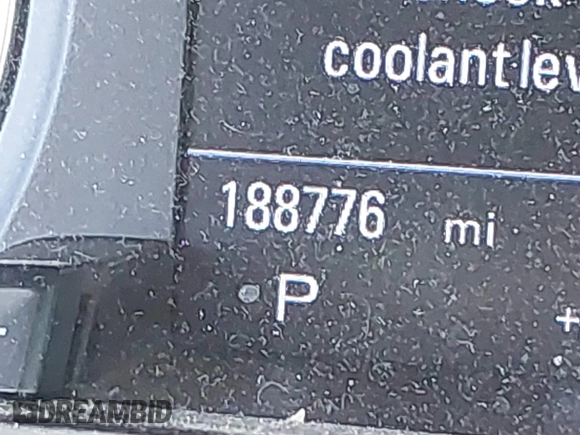 coolant lev
188776 mi
P
+
DREAMBID